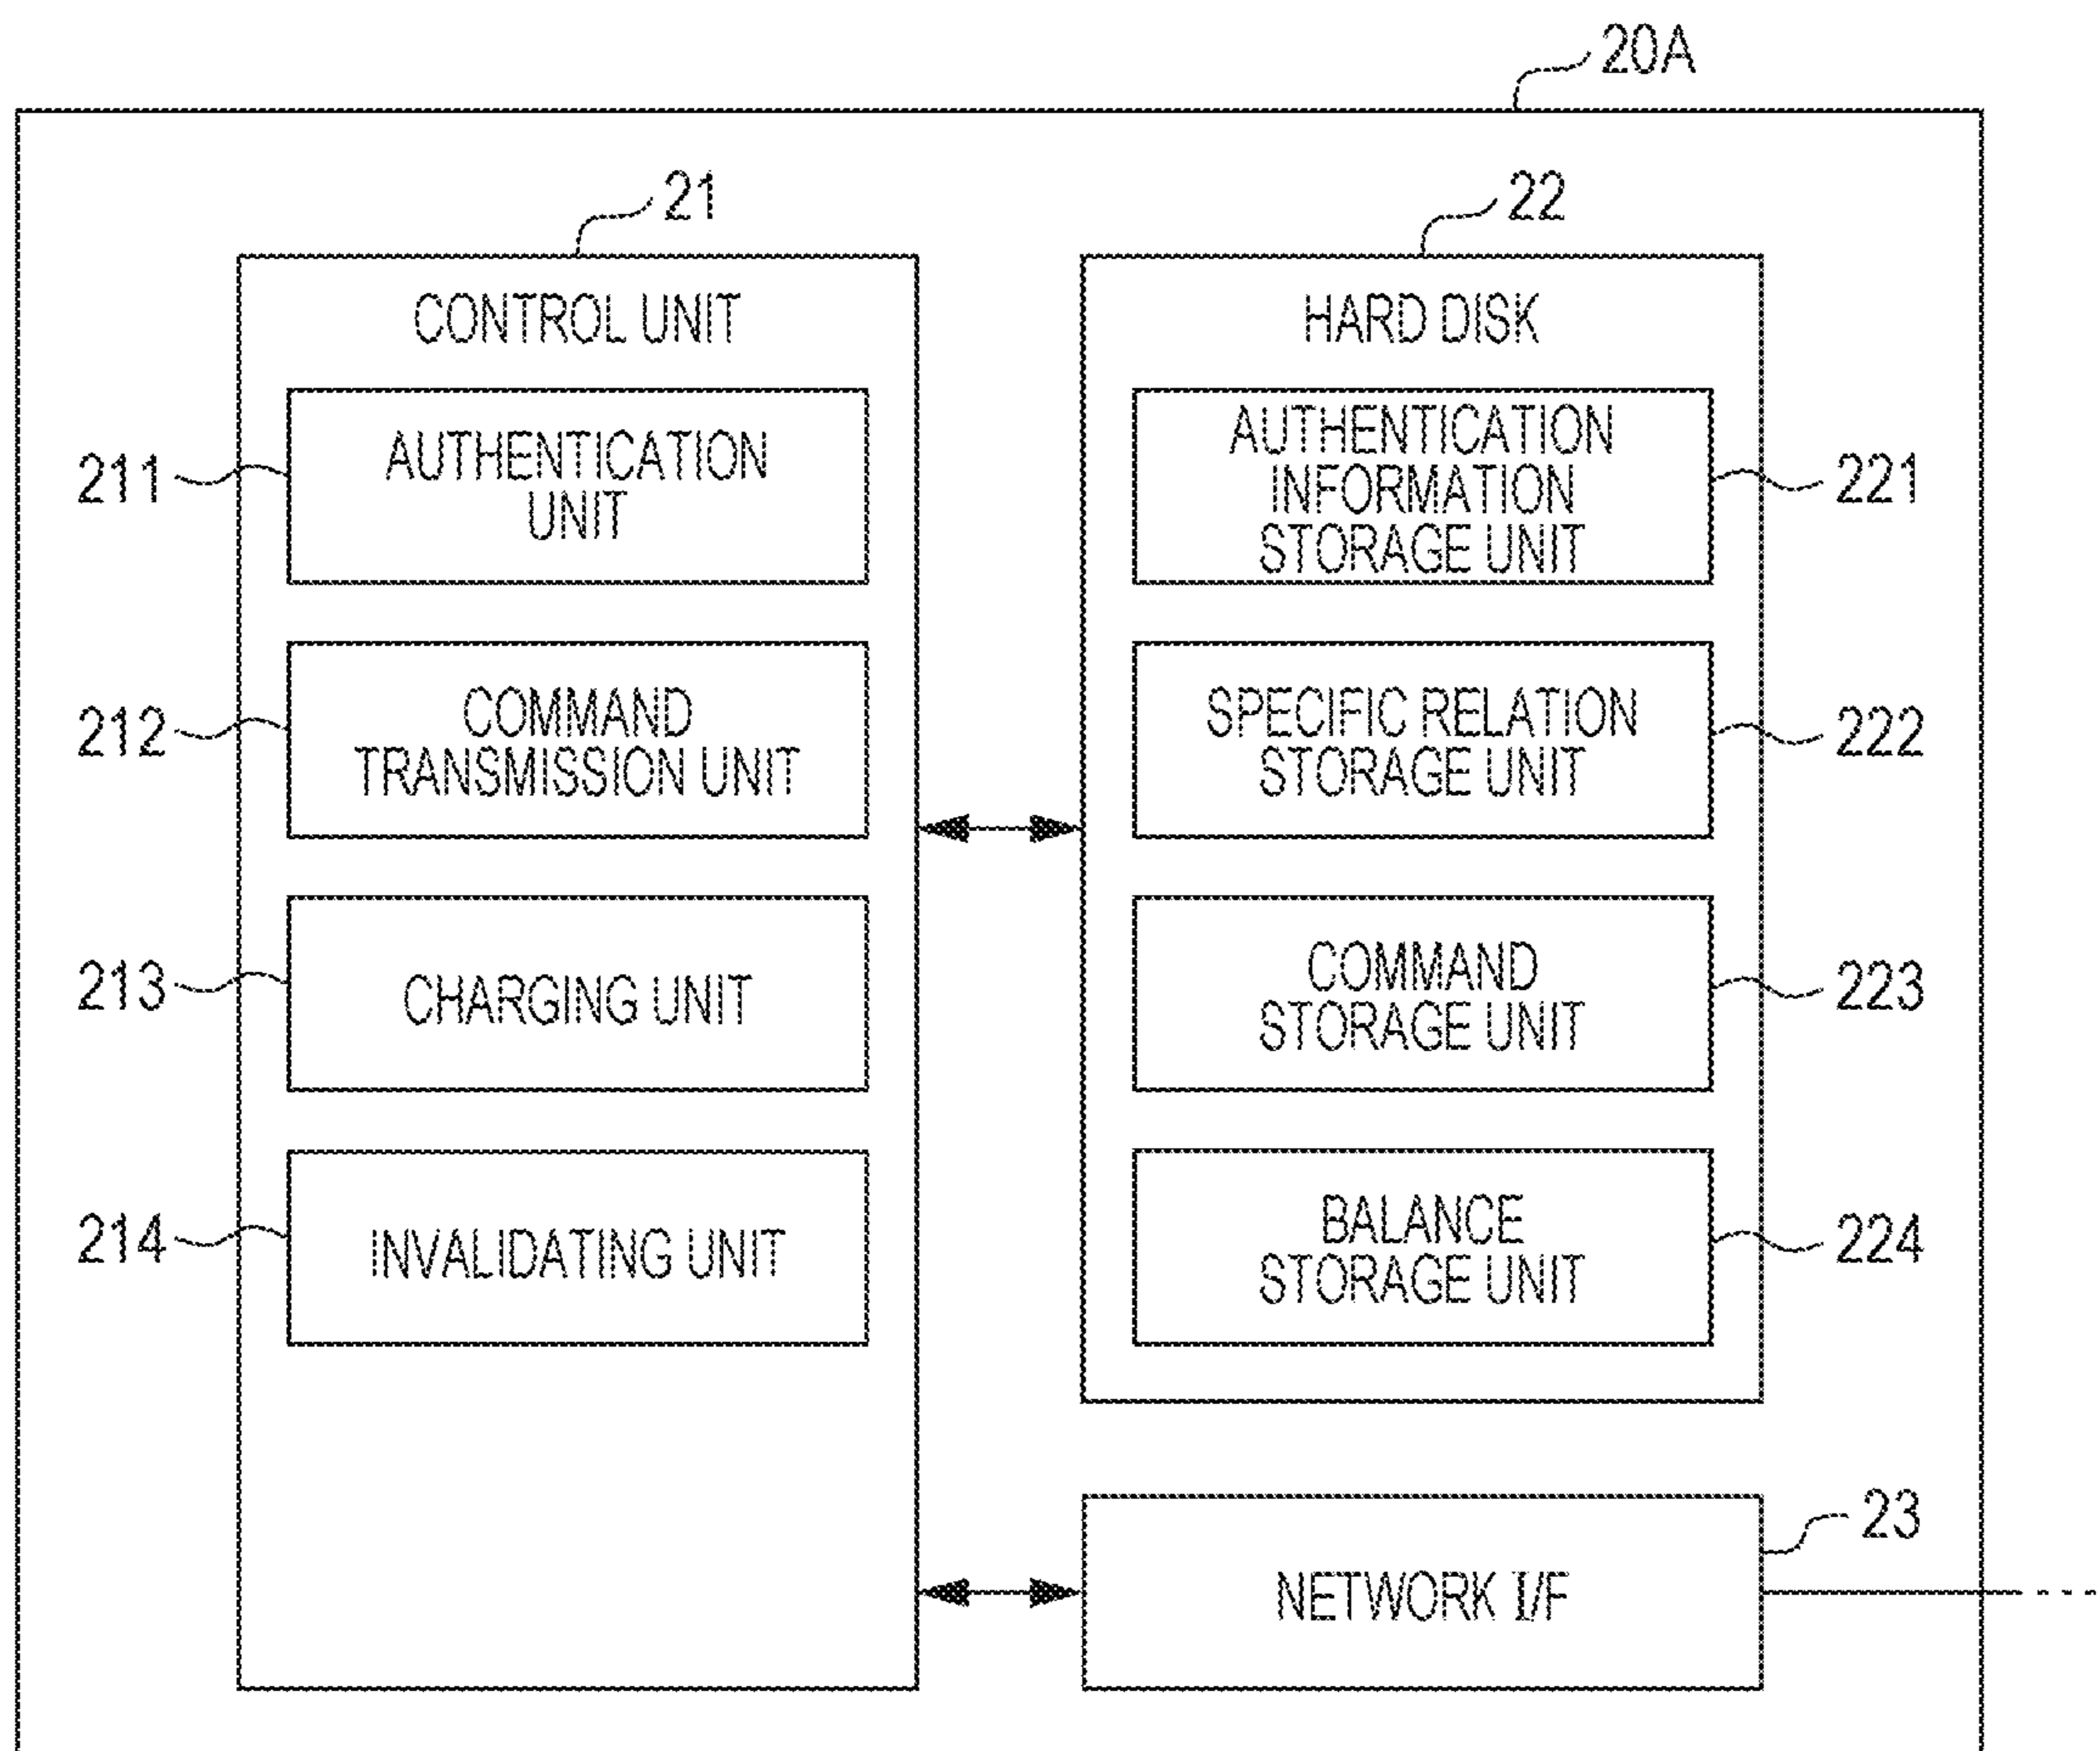 20A
21
CONTROL UNIT
211
AUTHENTICATION
UNIT
212
COMMAND
TRANSMISSION UNIT
213
CHARGING UNIT
214
INVALIDATING UNIT
22
HARD DISK
AUTHENTICATION
INFORMATION
STORAGE UNIT
221
SPECIFIC RELATION
STORAGE UNIT
222
COMMAND
STORAGE UNIT
223
BALANCE
STORAGE UNIT
224
23
NETWORK I/F